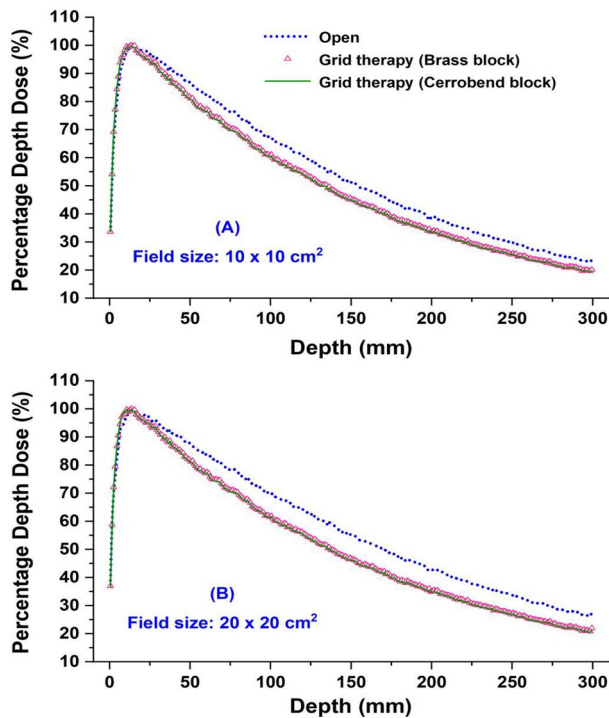 110
100
90
80
70
60
50
40
30
20
10
Percentage Depth Dose (%)
Open
Grid therapy (Brass block)
Grid therapy (Cerrobend block)
(A)
Field size: 10 x 10 cm²
0 50 100 150 200 250 300
Depth (mm)
110
100
90
80
70
60
50
40
30
20
10
Percentage Depth Dose (%)
(B)
Field size: 20 x 20 cm²
0 50 100 150 200 250 300
Depth (mm)